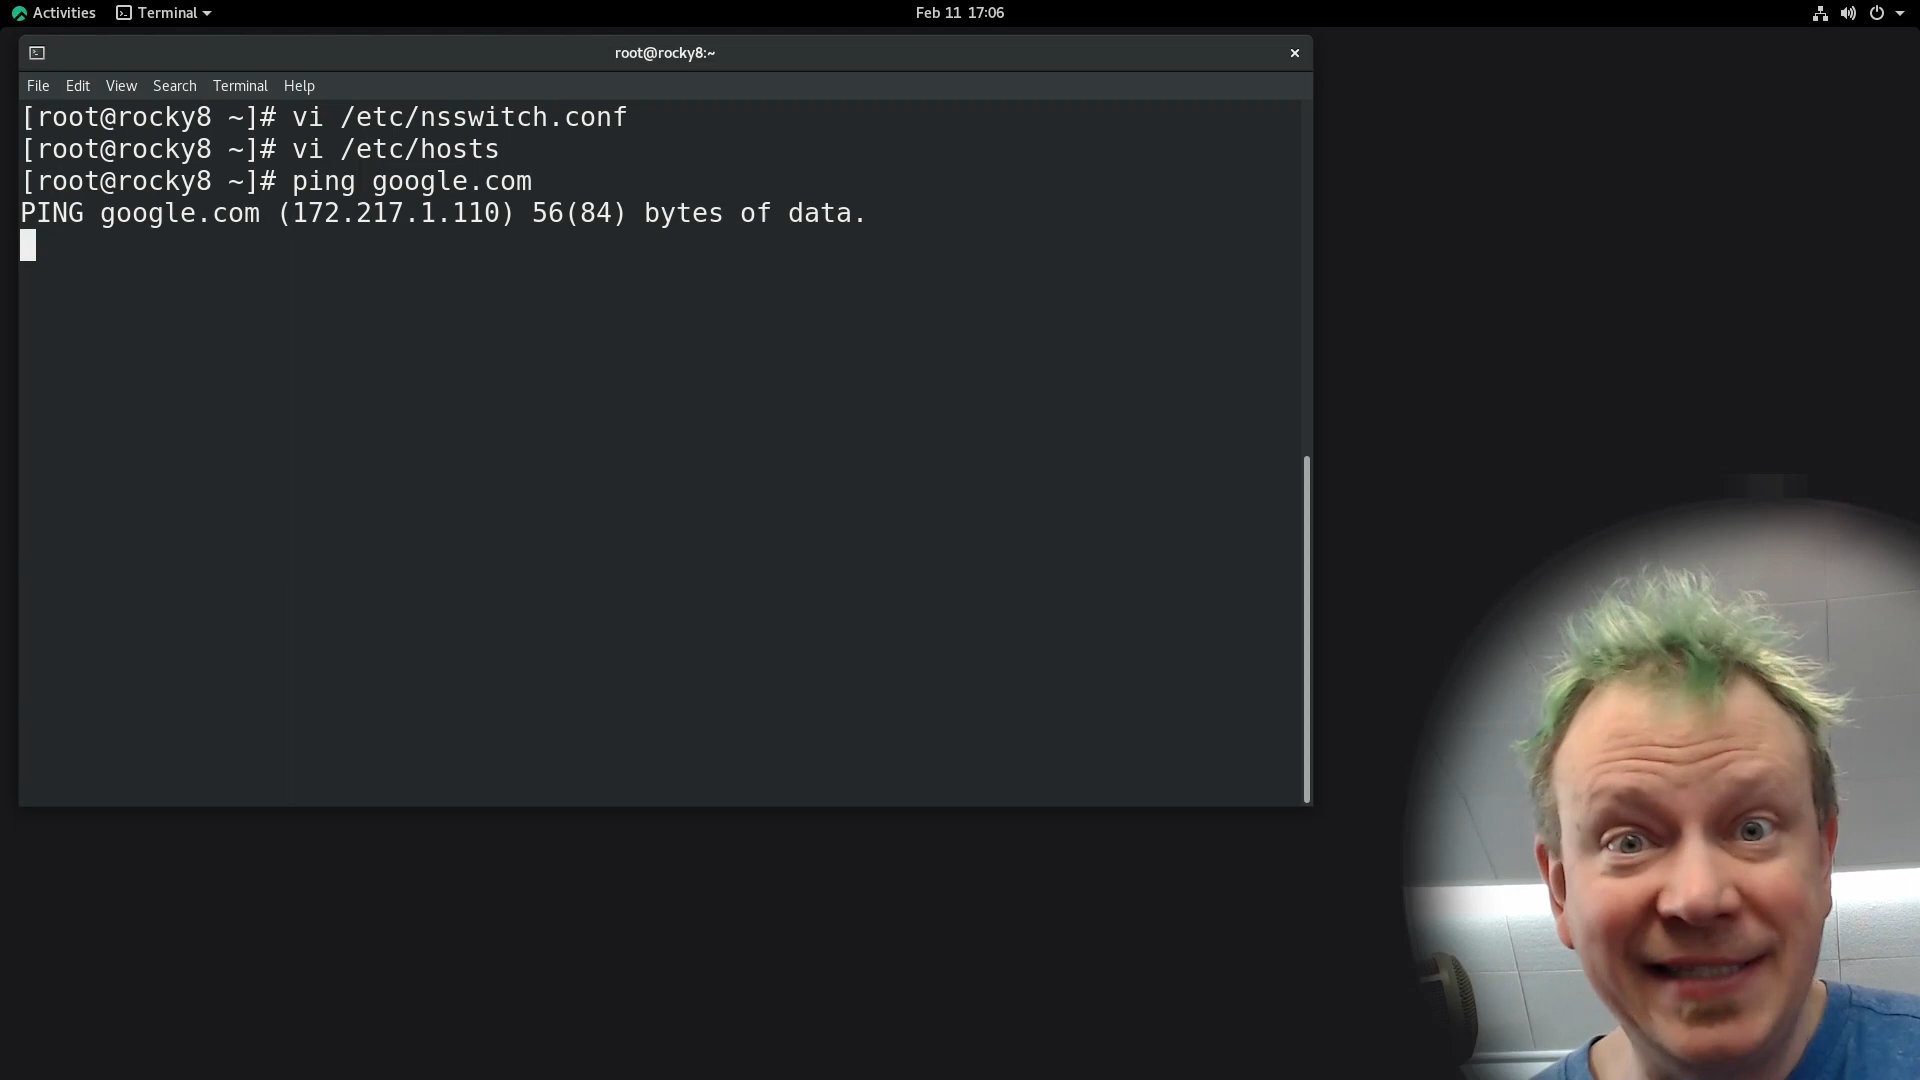 Activities Terminal Feb 11 17:06
root@rocky8:~
File Edit View Search Terminal Help
[root@rocky8 ~]# vi /etc/nsswitch.conf
[root@rocky8 ~]# vi /etc/hosts
[root@rocky8 ~]# ping google.com
PING google.com (172.217.1.110) 56(84) bytes of data.